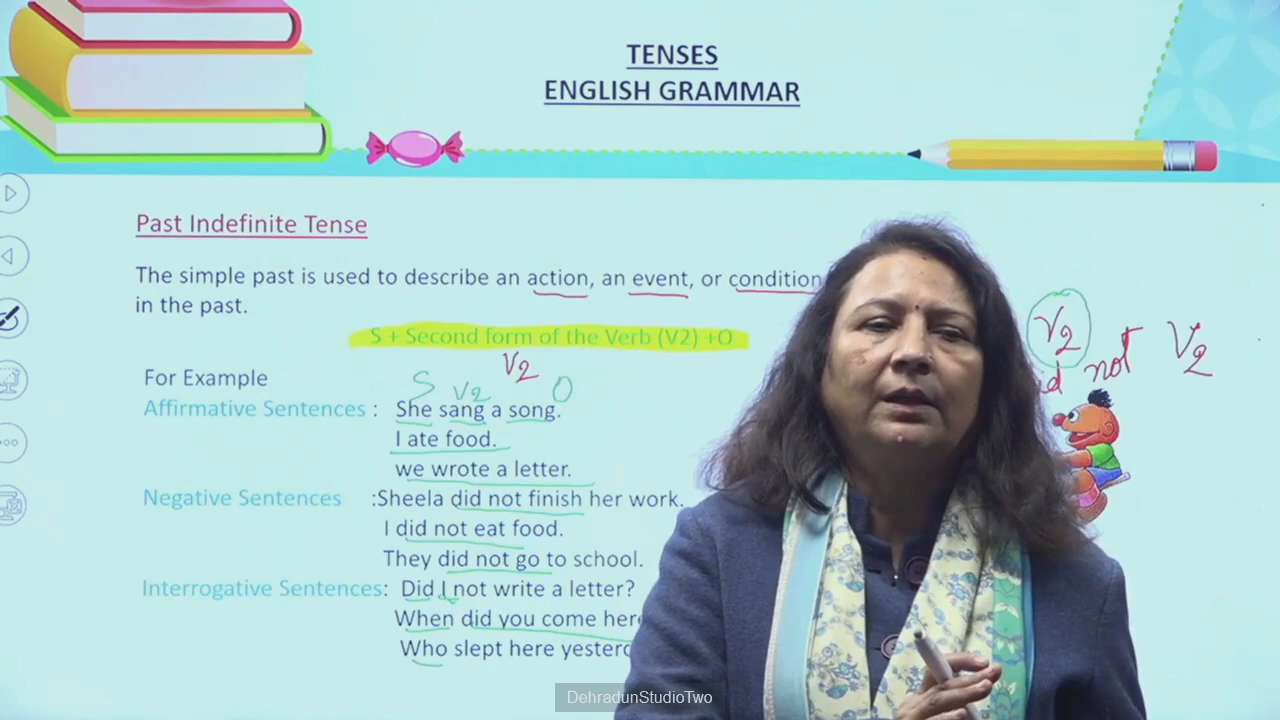 TENSES
ENGLISH GRAMMAR
Past Indefinite Tense
The simple past is used to describe an action, an event, or condition
in the past.
S + Second form of the Verb (V2) +O
V2
For Example
S V2 O
Affirmative Sentences : She sang a song.
I ate food.
we wrote a letter.
Negative Sentences :Sheela did not finish her work.
I did not eat food.
They did not go to school.
Interrogative Sentences: Did I not write a letter?
When did you come
Who slept here
V2
not V2
DehradunStudioTwo